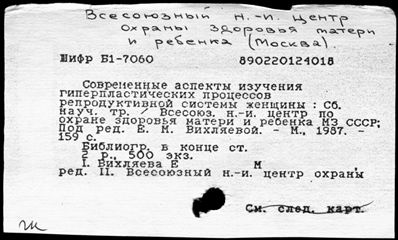 Всесоюзный н.-и. центр
охраны здоровья матери
и ребенка (Москва).
Шифр Б1-7060 890220124018
Современные аспекты изучения
гиперпластических процессов
репродуктивной системы женщины : Сб.
науч. тр. / Всесоюз. н.-и. центр по
охране здоровья матери и ребенка МЗ СССР;
Под ред. Е. М. Вихляевой. - М., 1987. -
159 с.
Библиогр. в конце ст.
2 р., 500 экз.
I. Вихляева Е М
ред. II. Всесоюзный н.-и. центр охраны
См. след. карт.